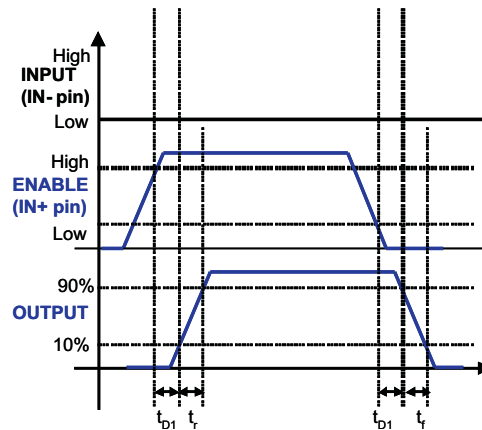 High
INPUT
(IN- pin)
Low
High
ENABLE
(IN+ pin)
Low
90%
OUTPUT
10%
tD1 tr tD1 tf